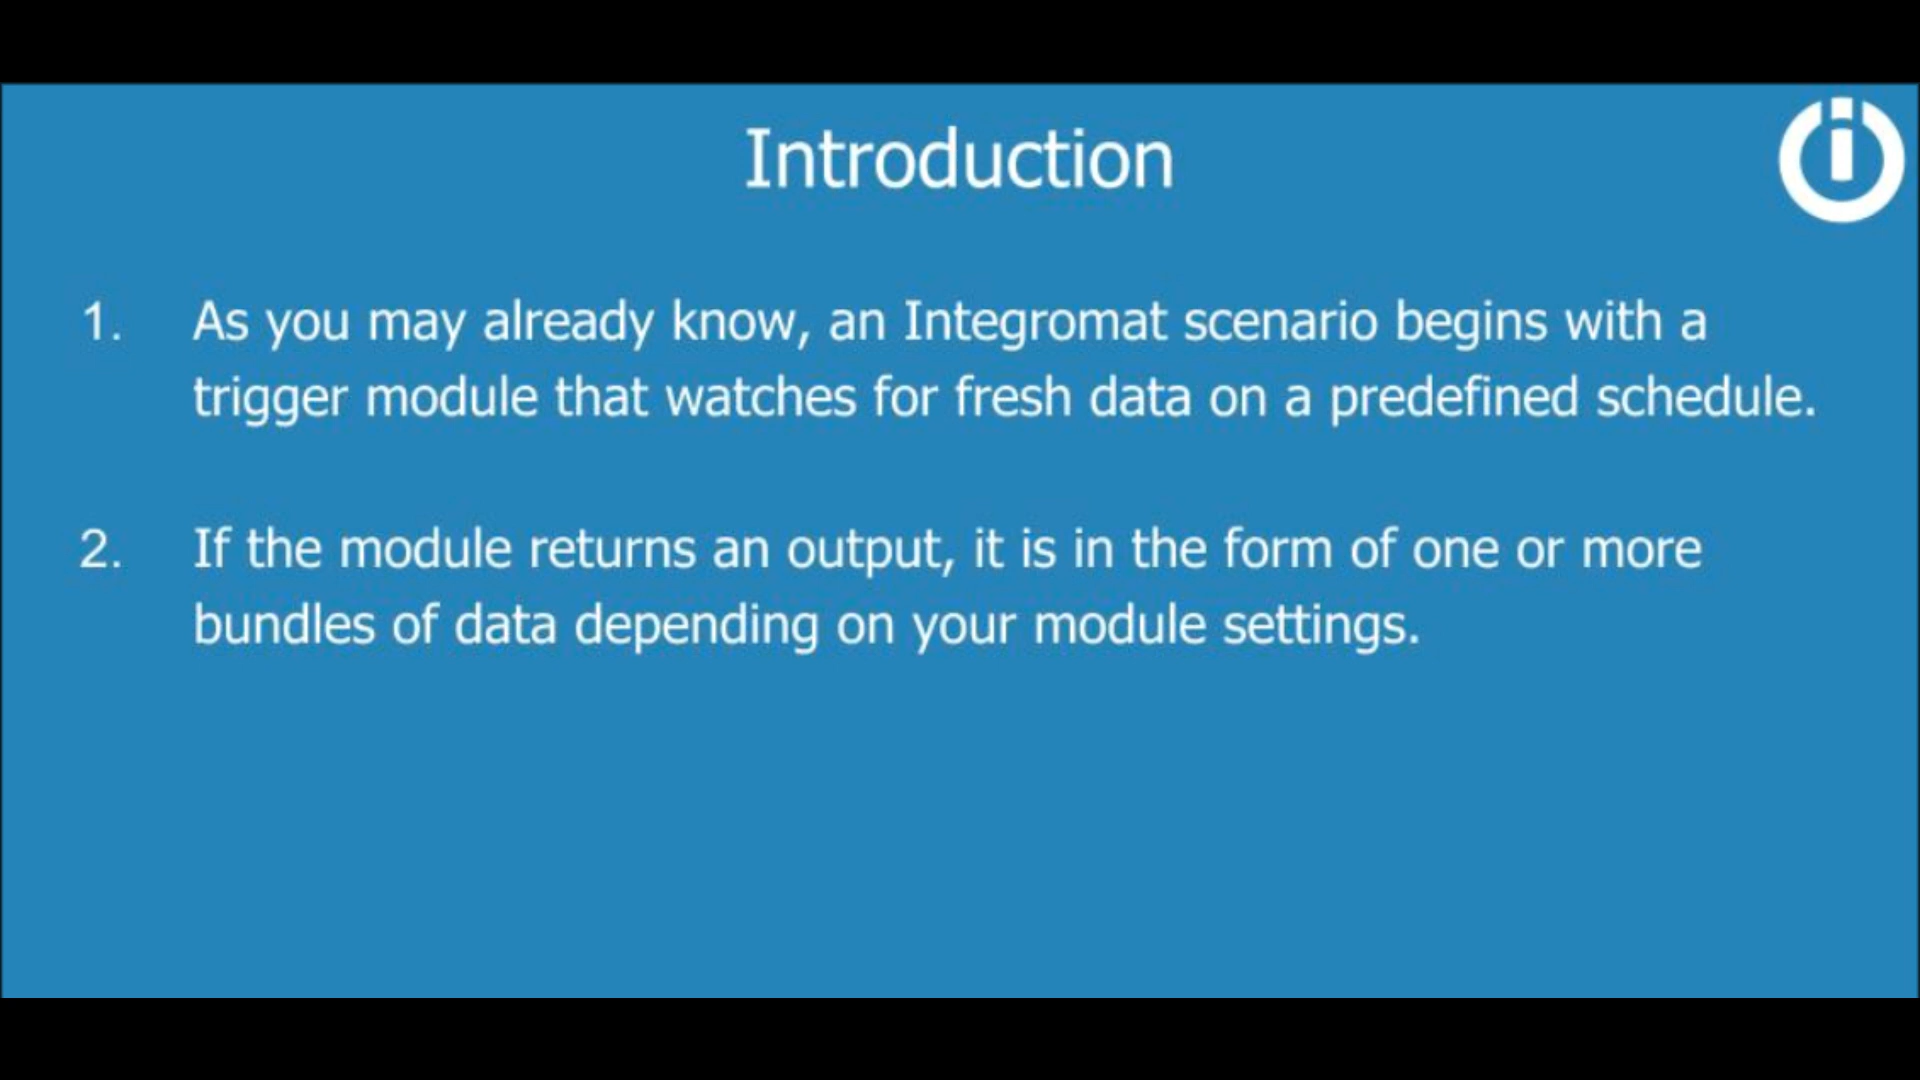 Introduction
1. As you may already know, an Integromat scenario begins with a
trigger module that watches for fresh data on a predefined schedule.
2. If the module returns an output, it is in the form of one or more
bundles of data depending on your module settings.